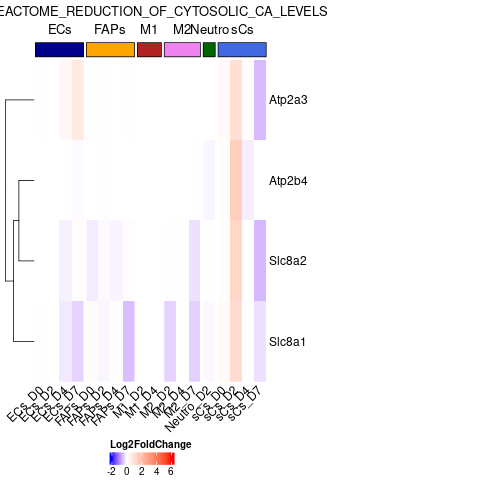 EACTOME_REDUCTION_OF_CYTOSOLIC_CA_LEVELS
ECs FAPs M1 M2 Neutro sCs
Atp2a3
Atp2b4
Slc8a2
Slc8a1
ECs_D0
ECs_D2
ECs_D4
ECs_D7
FAPs_D0
FAPs_D2
FAPs_D4
FAPs_D7
M1_D2
M1_D4
M2_D2
M2_D4
M2_D7
Neutro_D2
sCs_D0
sCs_D2
sCs_D4
sCs_D7
Log2FoldChange
-2 0 2 4 6